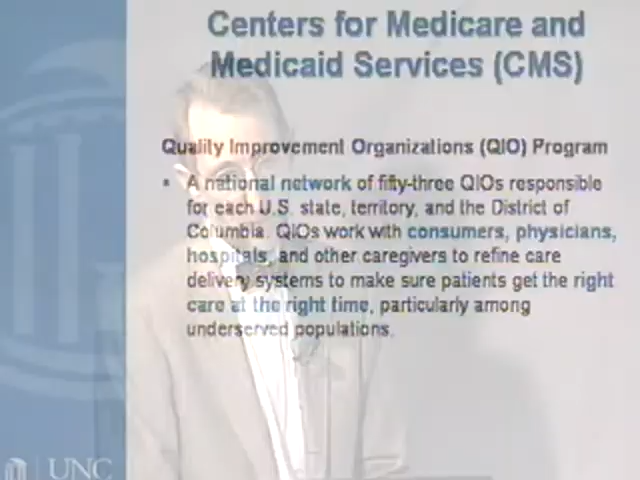 Centers for Medicare and
Medicaid Services (CMS)
Quality Improvement Organizations (QIO) Program
• A national network of fifty-three QIOs responsible
for each U.S. state, territory, and the District of
Columbia. QIOs work with consumers, physicians,
hospitals, and other caregivers to refine care
delivery systems to make sure patients get the right
care at the right time, particularly among
underserved populations.
UNC